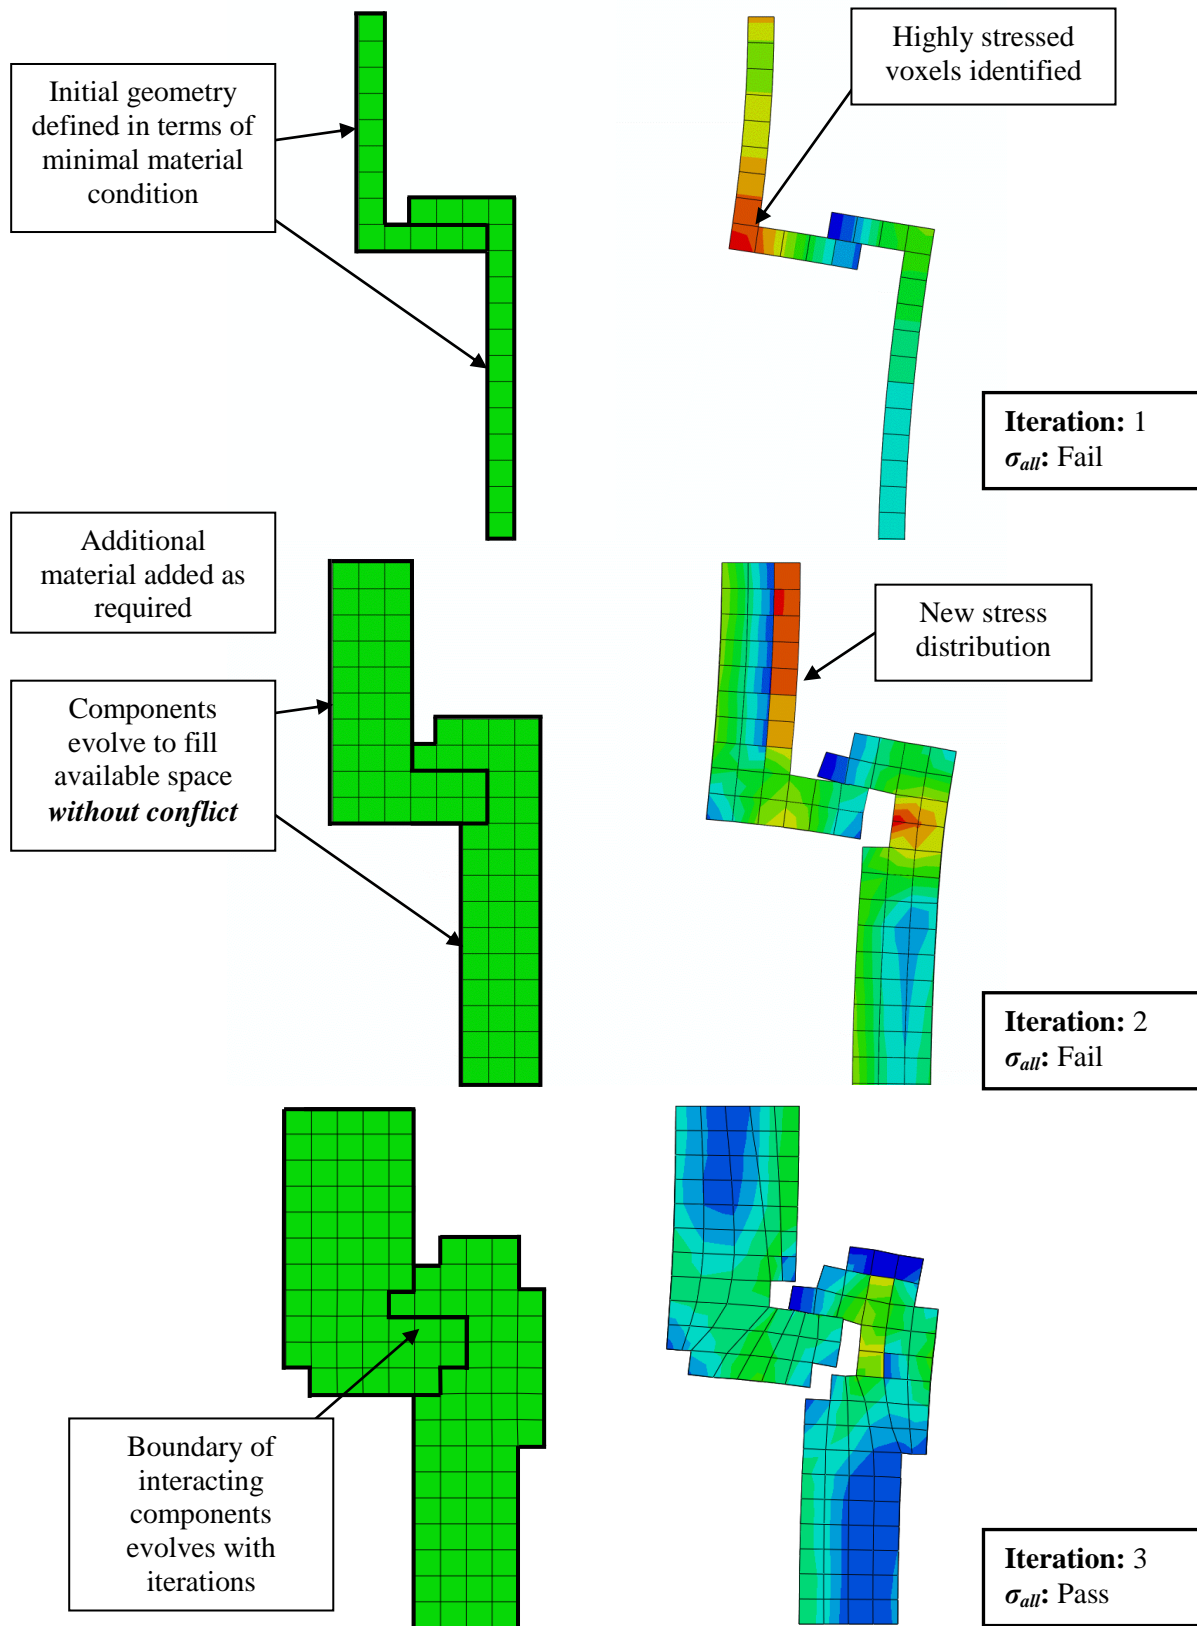 Initial geometry
defined in terms of
minimal material
condition
Highly stressed
voxels identified
Iteration: 1
σall: Fail
Additional
material added as
required
Components
evolve to fill
available space
without conflict
New stress
distribution
Iteration: 2
σall: Fail
Boundary of
interacting
components
evolves with
iterations
Iteration: 3
σall: Pass